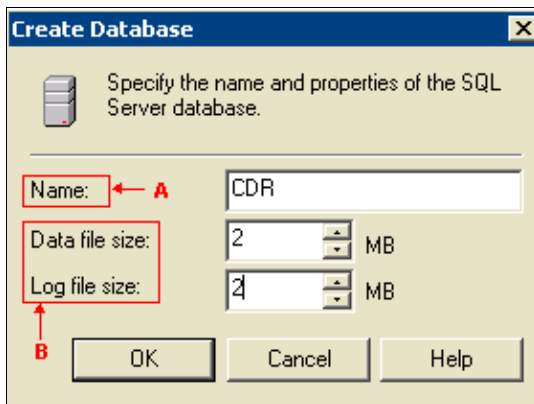 Create Database
Specify the name and properties of the SQL
Server database.
Name: A CDR
Data file size: 2 MB
Log file size: 2 MB
B
OK Cancel Help